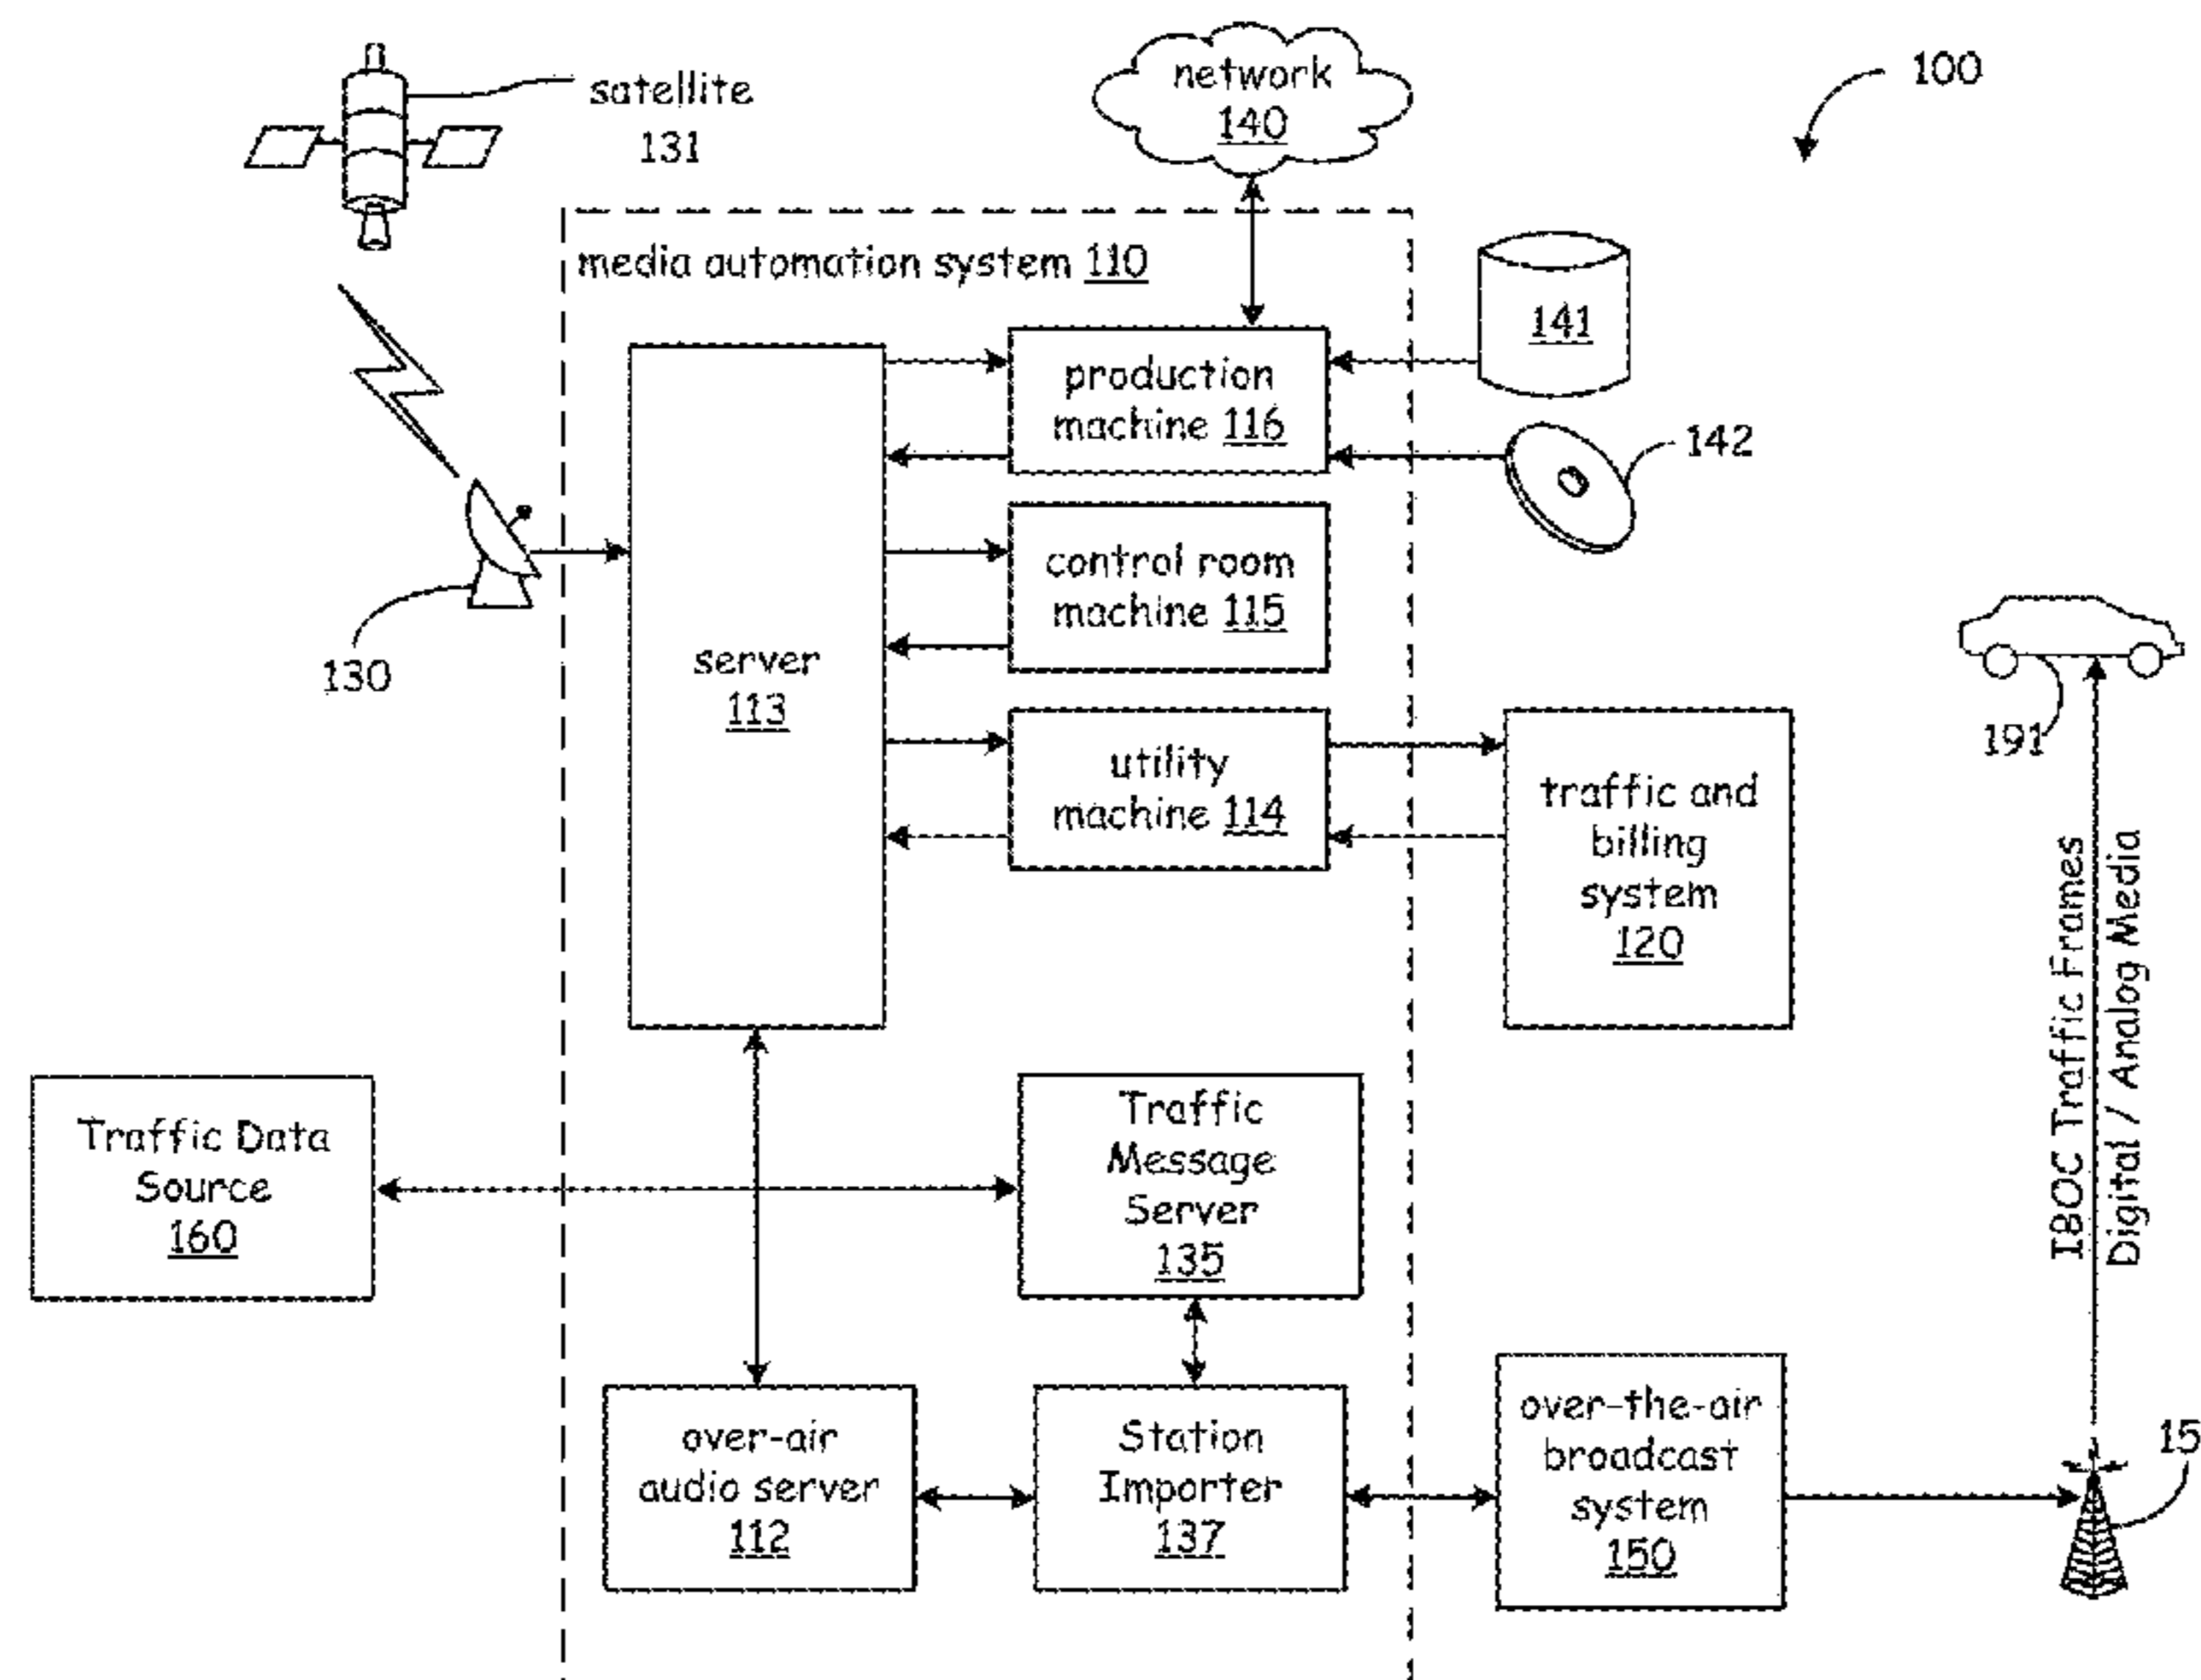 satellite
131
network
140
100
media automation system 110
141
production
machine 116
142
control room
machine 115
130
server
113
191
utility
machine 114
traffic and
billing
system
120
IBOC Traffic Frames
Digital / Analog Media
Traffic Data
Source
160
Traffic
Message
Server
135
over-air
audio server
112
Station
Importer
137
over-the-air
broadcast
system
150
15